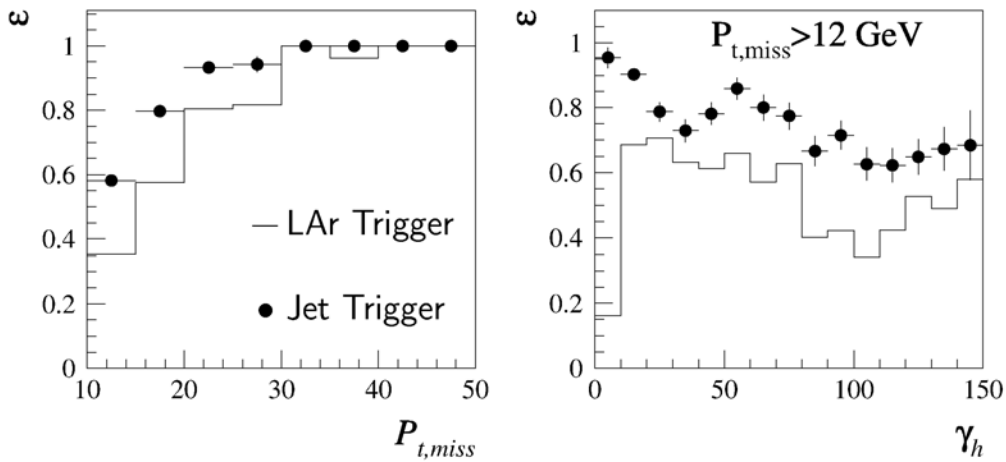 ε
1
0.8
0.6
0.4
0.2
0
10 20 30 40 50
P_{t,miss}
— LAr Trigger
● Jet Trigger
ε
P_{t,miss}>12 GeV
1
0.8
0.6
0.4
0.2
0
0 50 100 150
γ_h